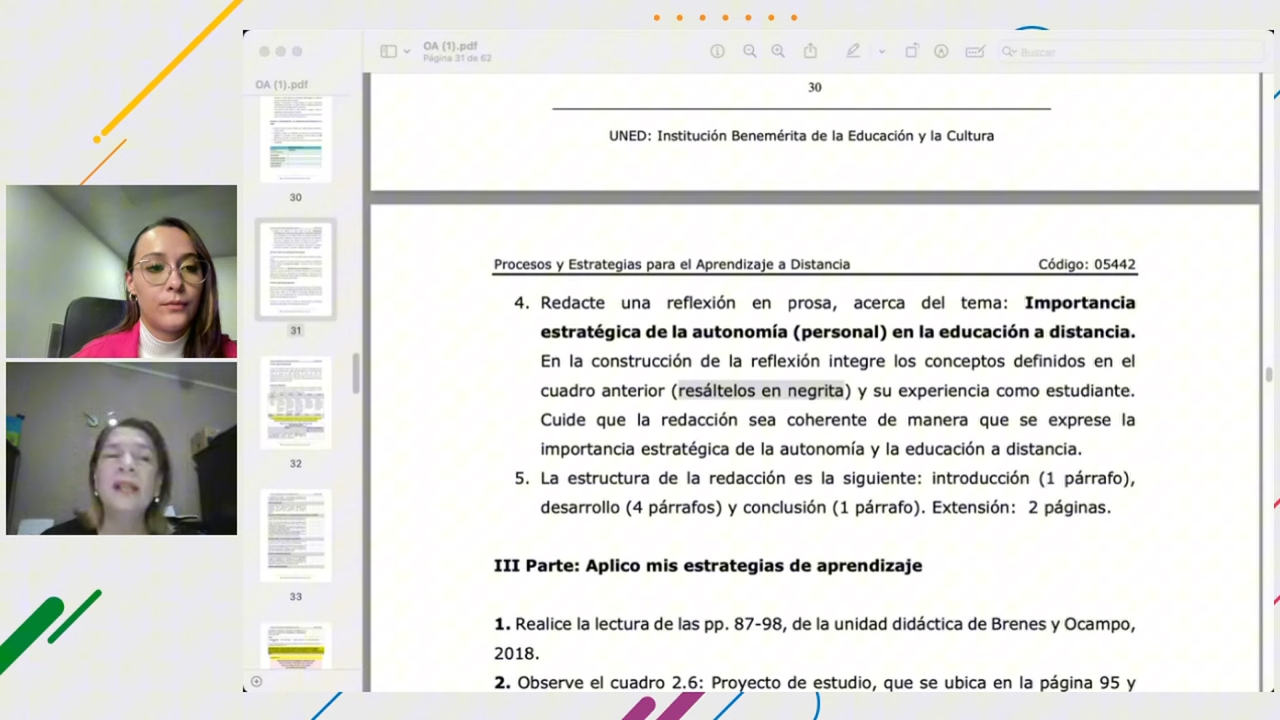 OA (1).pdf
Página 31 de 62
Buscar
OA (1).pdf
30
31
32
33
30
UNED: Institución Benemérita de la Educación y la Cultura
Procesos y Estrategias para el Aprendizaje a Distancia Código: 05442
4. Redacte una reflexión en prosa, acerca del tema: Importancia
estratégica de la autonomía (personal) en la educación a distancia.
En la construcción de la reflexión integre los conceptos definidos en el
cuadro anterior (resáltelos en negrita) y su experiencia como estudiante.
Cuide que la redacción sea coherente de manera que se exprese la
importancia estratégica de la autonomía y la educación a distancia.
5. La estructura de la redacción es la siguiente: introducción (1 párrafo),
desarrollo (4 párrafos) y conclusión (1 párrafo). Extensión: 2 páginas.
III Parte: Aplico mis estrategias de aprendizaje
1. Realice la lectura de las pp. 87-98, de la unidad didáctica de Brenes y Ocampo,
2018.
2. Observe el cuadro 2.6: Proyecto de estudio, que se ubica en la página 95 y